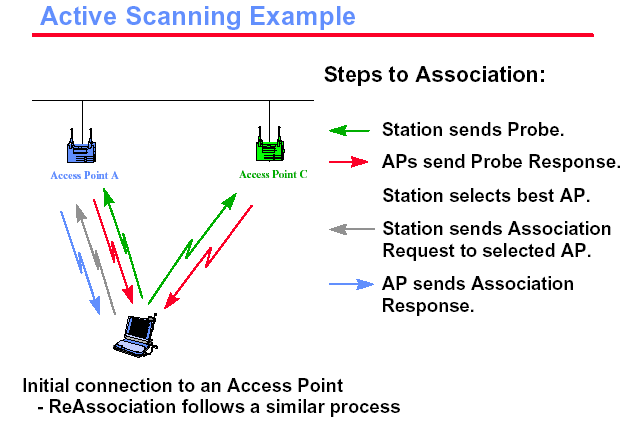 Active Scanning Example
Steps to Association:
Station sends Probe.
APs send Probe Response.
Station selects best AP.
Station sends Association
Request to selected AP.
AP sends Association
Response.
Access Point A
Access Point C
Initial connection to an Access Point
- ReAssociation follows a similar process